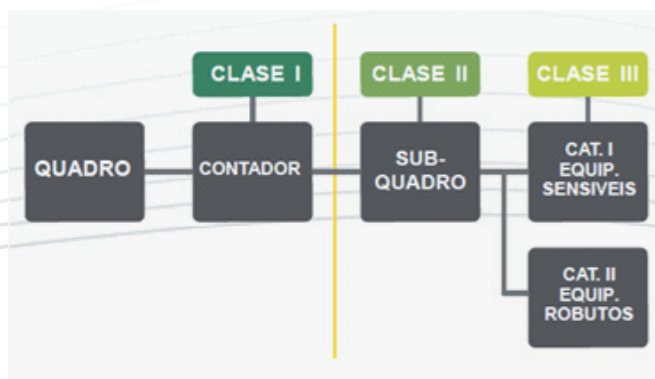 CLASE I
CLASE II
CLASE III
QUADRO
CONTADOR
SUB-
QUADRO
CAT. I
EQUIP.
SENSIVEIS
CAT. II
EQUIP.
ROBUTOS